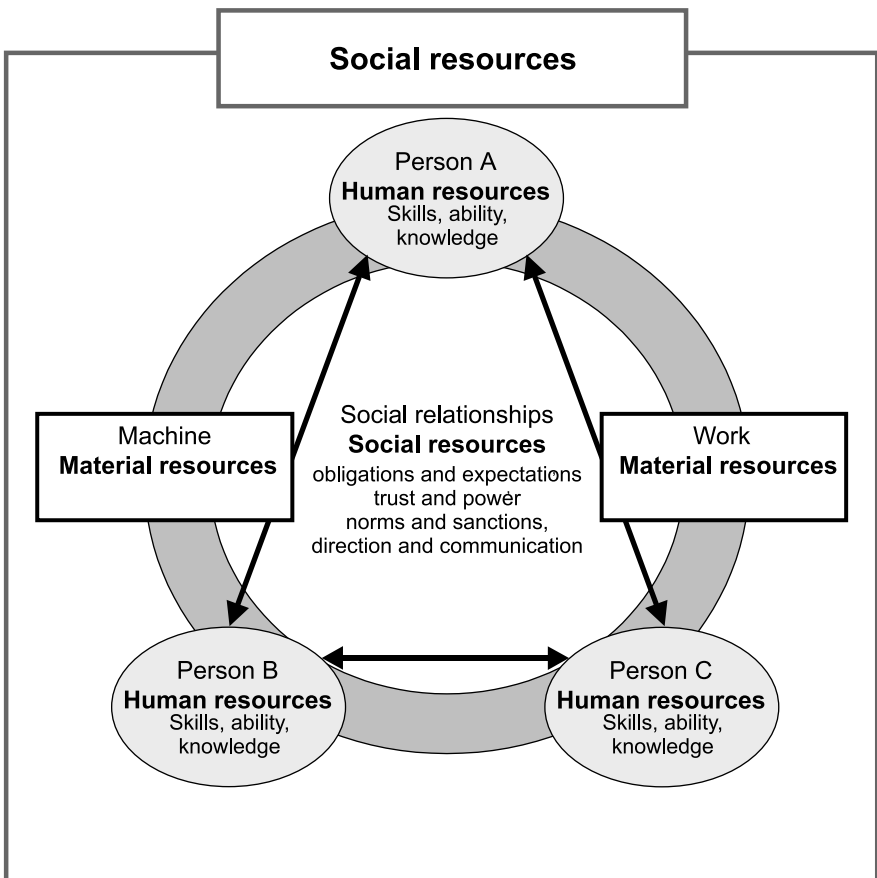 Social resources
Person A
Human resources
Skills, ability,
knowledge
Machine
Material resources
Social relationships
Social resources
obligations and expectations
trust and power
norms and sanctions,
direction and communication
Work
Material resources
Person B
Human resources
Skills, ability,
knowledge
Person C
Human resources
Skills, ability,
knowledge